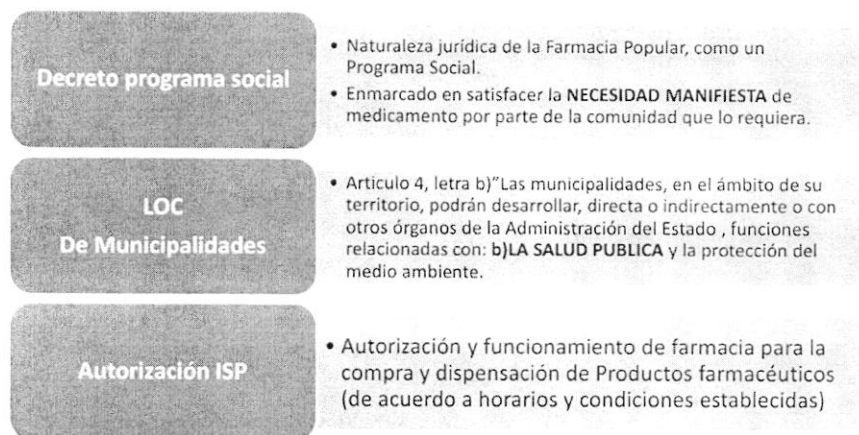 Decreto programa social
• Naturaleza jurídica de la Farmacia Popular, como un
Programa Social.
• Enmarcado en satisfacer la NECESIDAD MANIFIESTA de
medicamento por parte de la comunidad que lo requiera.
LOC
De Municipalidades
• Articulo 4, letra b)"Las municipalidades, en el ámbito de su
territorio, podrán desarrollar, directa o indirectamente o con
otros órganos de la Administración del Estado , funciones
relacionadas con: b)LA SALUD PUBLICA y la protección del
medio ambiente.
Autorización ISP
• Autorización y funcionamiento de farmacia para la
compra y dispensación de Productos farmacéuticos
(de acuerdo a horarios y condiciones establecidas)